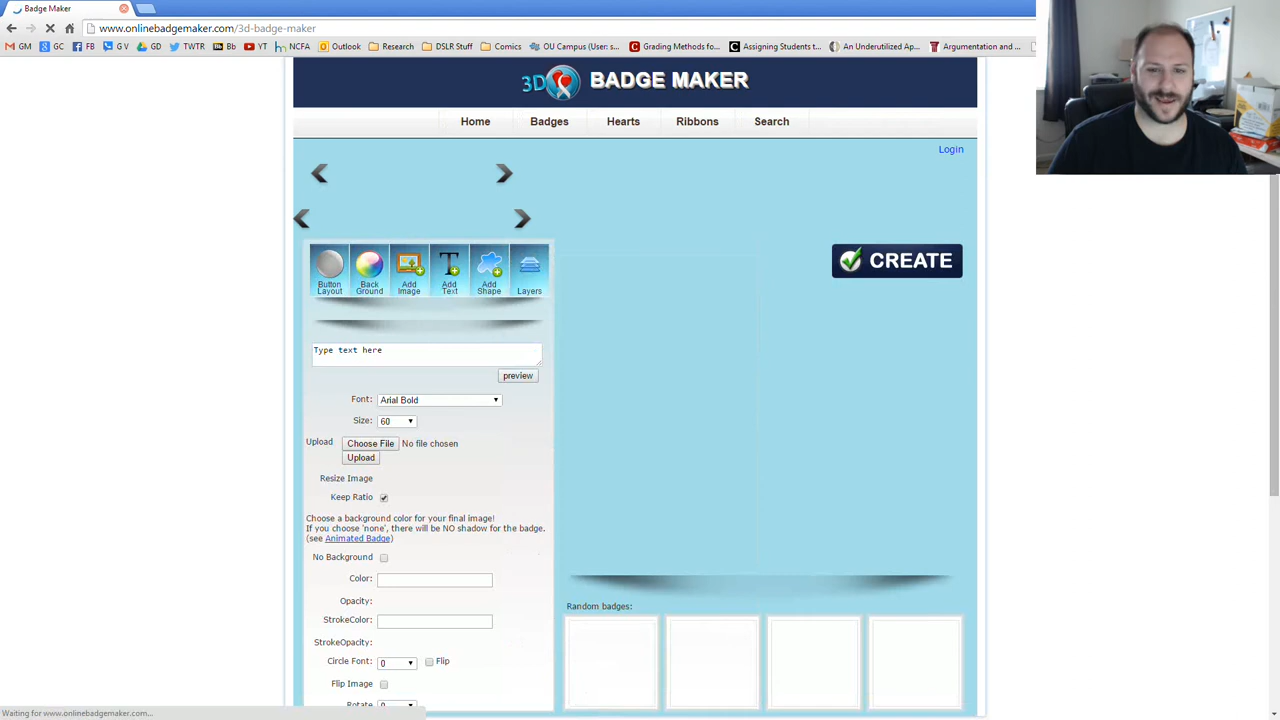 Badge Maker
www.onlinebadgemaker.com/3d-badge-maker
GM GC FB G V GD TWTR Bb YT NCFA Outlook Research DSLR Stuff Comics OU Campus (User: s... Grading Methods fo... Assigning Students t... An Underutilized Ap... Argumentation and ...
3D BADGE MAKER
Home Badges Hearts Ribbons Search
Login
Button Layout
Back Ground
Add Image
Add Text
Add Shape
Layers
CREATE
Type text here
preview
Font: Arial Bold
Size: 60
Upload Choose File No file chosen
Upload
Resize Image
Keep Ratio
Choose a background color for your final image!
If you choose 'none', there will be NO shadow for the badge.
(see Animated Badge)
No Background
Color:
Opacity:
StrokeColor:
StrokeOpacity:
Circle Font: 0 Flip
Flip Image
Rotate 0
Random badges:
Waiting for www.onlinebadgemaker.com...